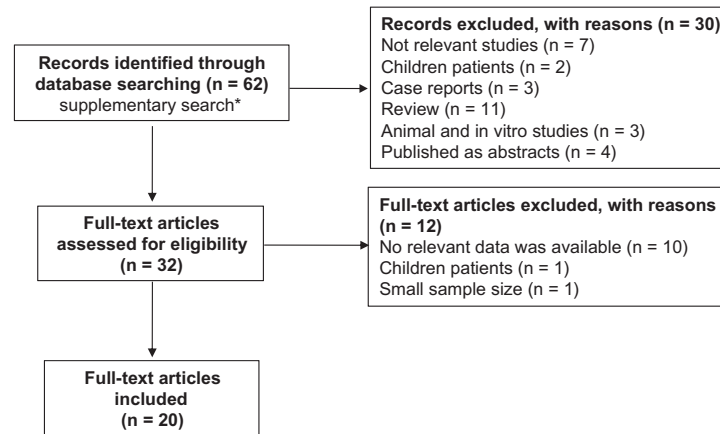 Records identified through
database searching (n = 62)
supplementary search*
Records excluded, with reasons (n = 30)
Not relevant studies (n = 7)
Children patients (n = 2)
Case reports (n = 3)
Review (n = 11)
Animal and in vitro studies (n = 3)
Published as abstracts (n = 4)
Full-text articles
assessed for eligibility
(n = 32)
Full-text articles excluded, with reasons
(n = 12)
No relevant data was available (n = 10)
Children patients (n = 1)
Small sample size (n = 1)
Full-text articles
included
(n = 20)